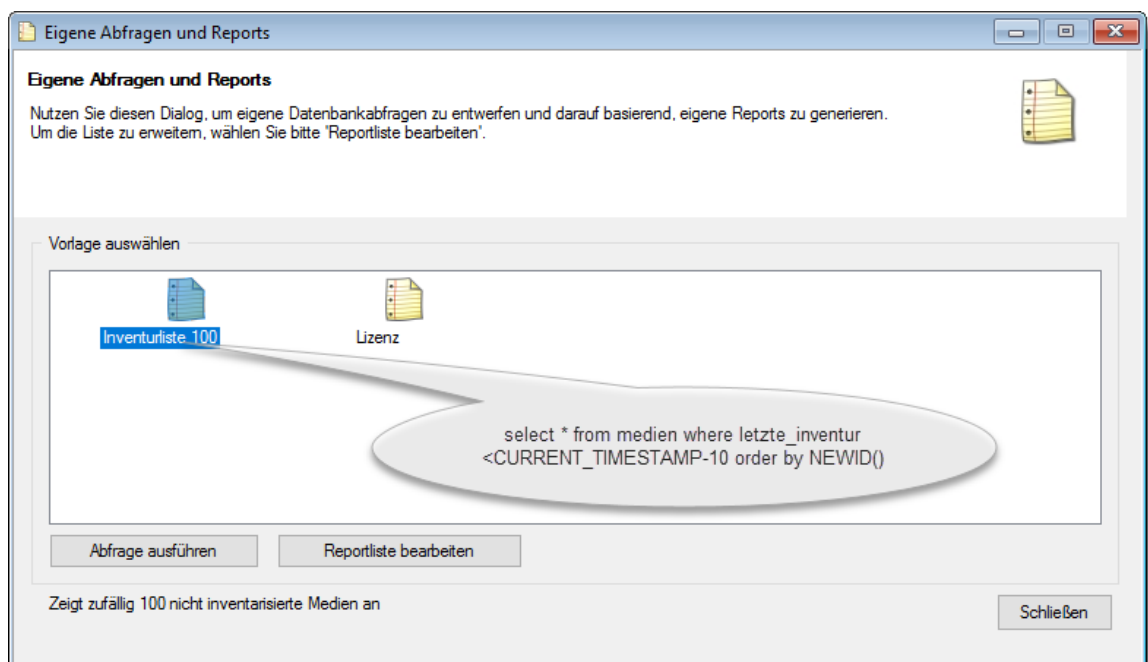 Eigene Abfragen und Reports
Eigene Abfragen und Reports
Nutzen Sie diesen Dialog, um eigene Datenbankabfragen zu entwerfen und darauf basierend, eigene Reports zu generieren.
Um die Liste zu erweitern, wählen Sie bitte 'Reportliste bearbeiten'.
Vorlage auswählen
Inventurliste 100
Lizenz
select * from medien where letzte_inventur
<CURRENT_TIMESTAMP-10 order by NEWID()
Abfrage ausführen
Reportliste bearbeiten
Zeigt zufällig 100 nicht inventarisierte Medien an
Schließen